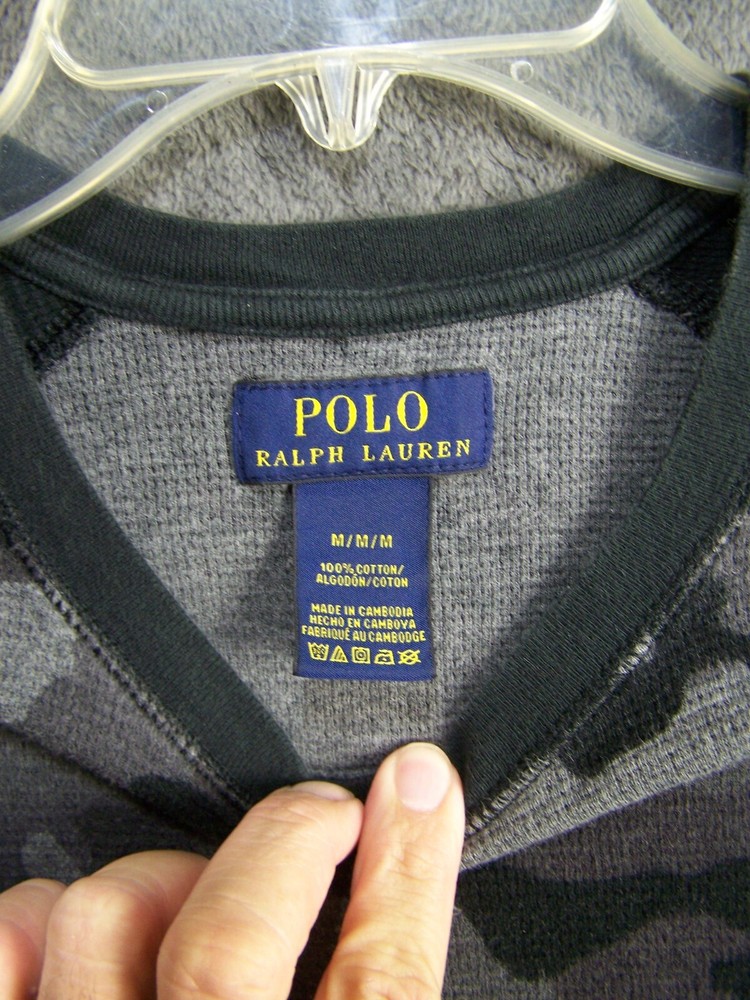 POLO
RALPH LAUREN
M/M/M
100% COTTON/
ALGODÓN/COTON
MADE IN CAMBODIA
HECHO EN CAMBOYA
FABRIQUÉ AU CAMBODGE